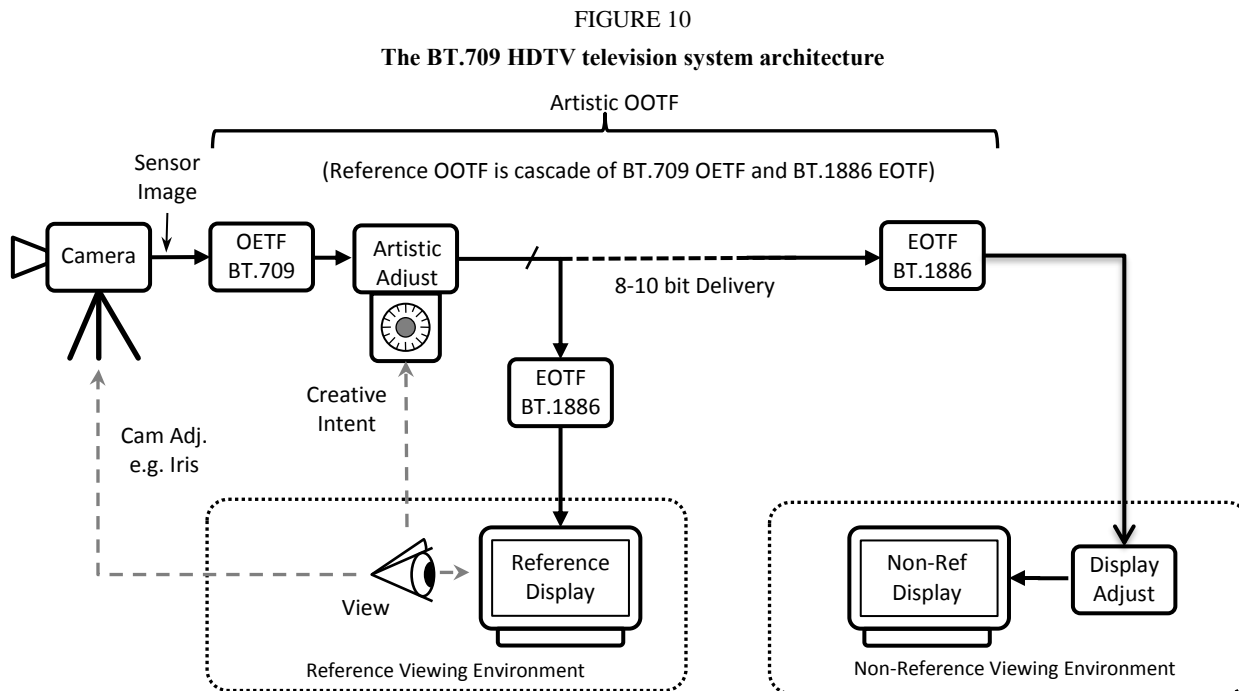 FIGURE 10
The BT.709 HDTV television system architecture
Artistic OOTF
(Reference OOTF is cascade of BT.709 OETF and BT.1886 EOTF)
Sensor
Image
Camera
OETF
BT.709
Artistic
Adjust
8-10 bit Delivery
EOTF
BT.1886
EOTF
BT.1886
Creative
Intent
Cam Adj.
e.g. Iris
View
Reference
Display
Reference Viewing Environment
Non-Ref
Display
Display
Adjust
Non-Reference Viewing Environment